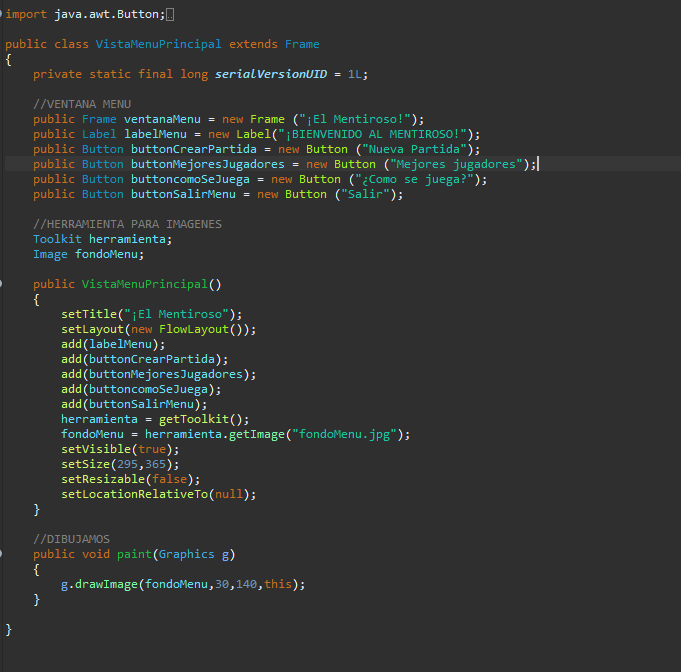 import java.awt.Button;
public class VistaMenuPrincipal extends Frame
{
private static final long serialVersionUID = 1L;
//VENTANA MENU
public Frame ventanaMenu = new Frame ("¡El Mentiroso!");
public Label labelMenu = new Label("¡BIENVENIDO AL MENTIROSO!");
public Button buttonCrearPartida = new Button ("Nueva Partida");
public Button buttonMejoresJugadores = new Button ("Mejores jugadores");
public Button buttoncomoSeJuega = new Button ("¿Como se juega?");
public Button buttonSalirMenu = new Button ("Salir");
//HERRAMIENTA PARA IMAGENES
Toolkit herramienta;
Image fondoMenu;
public VistaMenuPrincipal()
{
setTitle("¡El Mentiroso");
setLayout(new FlowLayout());
add(labelMenu);
add(buttonCrearPartida);
add(buttonMejoresJugadores);
add(buttoncomoSeJuega);
add(buttonSalirMenu);
herramienta = getToolkit();
fondoMenu = herramienta.getImage("fondoMenu.jpg");
setVisible(true);
setSize(295,365);
setResizable(false);
setLocationRelativeTo(null);
}
//DIBUJAMOS
public void paint(Graphics g)
{
g.drawImage(fondoMenu,30,140,this);
}
}